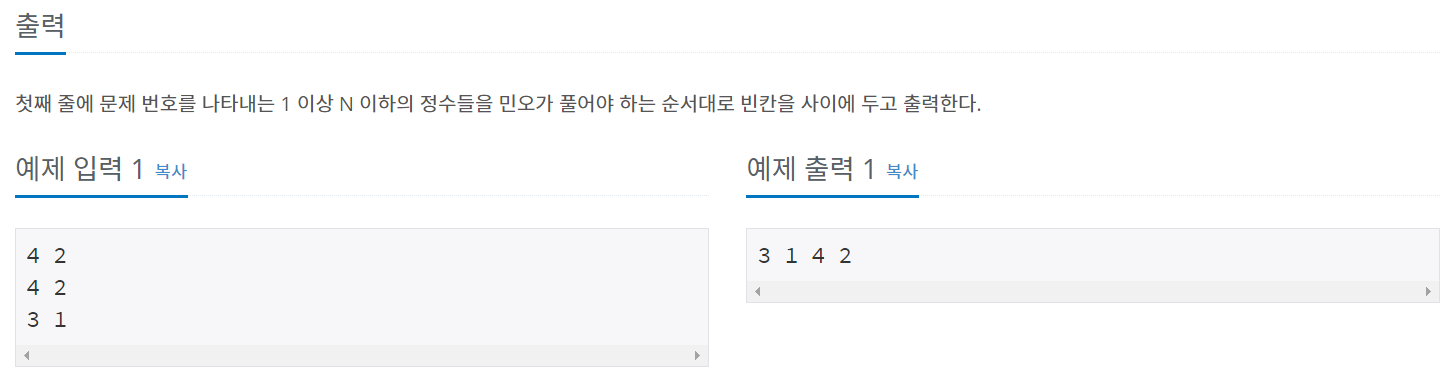 출력
첫째 줄에 문제 번호를 나타내는 1 이상 N 이하의 정수들을 민오가 풀어야 하는 순서대로 빈칸을 사이에 두고 출력한다.
예제 입력 1 복사
4 2
4 2
3 1
예제 출력 1 복사
3 1 4 2